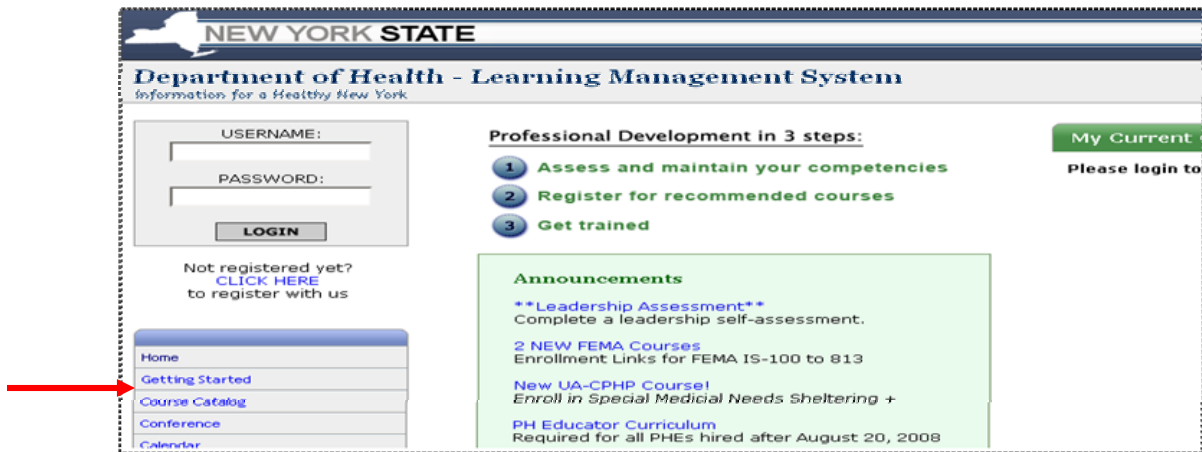 NEW YORK STATE
Department of Health - Learning Management System
Information for a Healthy New York
USERNAME:
PASSWORD:
LOGIN
Not registered yet?
CLICK HERE
to register with us
Home
Getting Started
Course Catalog
Conference
Calendar
Professional Development in 3 steps:
1 Assess and maintain your competencies
2 Register for recommended courses
3 Get trained
Announcements
**Leadership Assessment**
Complete a leadership self-assessment.
2 NEW FEMA Courses
Enrollment Links for FEMA IS-100 to 813
New UA-CPHP Course!
Enroll in Special Medicial Needs Sheltering +
PH Educator Curriculum
Required for all PHEs hired after August 20, 2008
My Current
Please login to